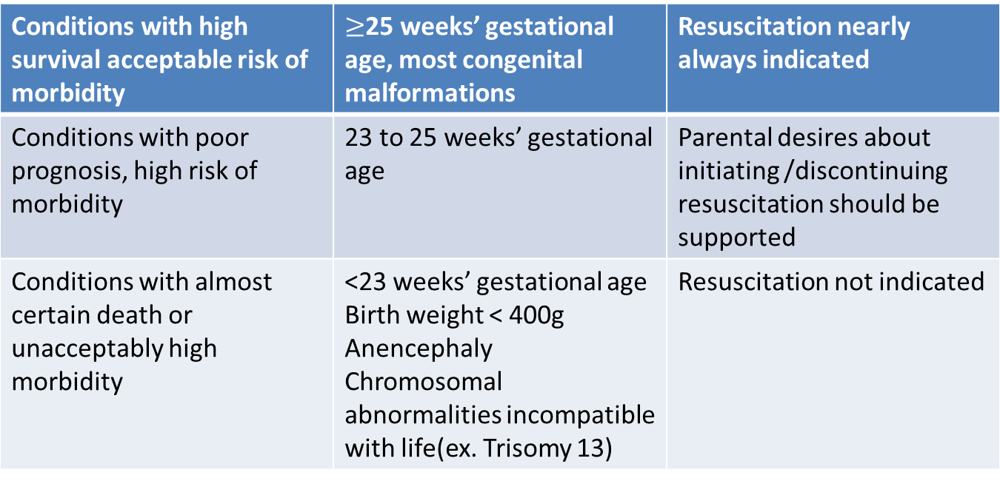 Conditions with high
survival acceptable risk of
morbidity
≥25 weeks’ gestational
age, most congenital
malformations
Resuscitation nearly
always indicated
Conditions with poor
prognosis, high risk of
morbidity
23 to 25 weeks’ gestational
age
Parental desires about
initiating /discontinuing
resuscitation should be
supported
Conditions with almost
certain death or
unacceptably high
morbidity
<23 weeks’ gestational age
Birth weight < 400g
Anencephaly
Chromosomal
abnormalities incompatible
with life(ex. Trisomy 13)
Resuscitation not indicated